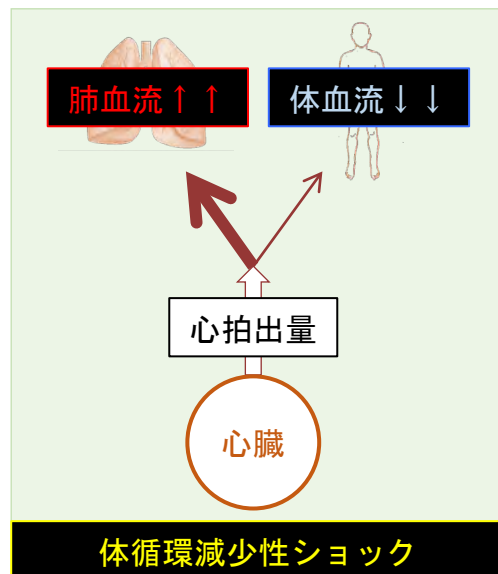 肺血流↑↑
体血流↓↓
心拍出量
心臓
体循環減少性ショック